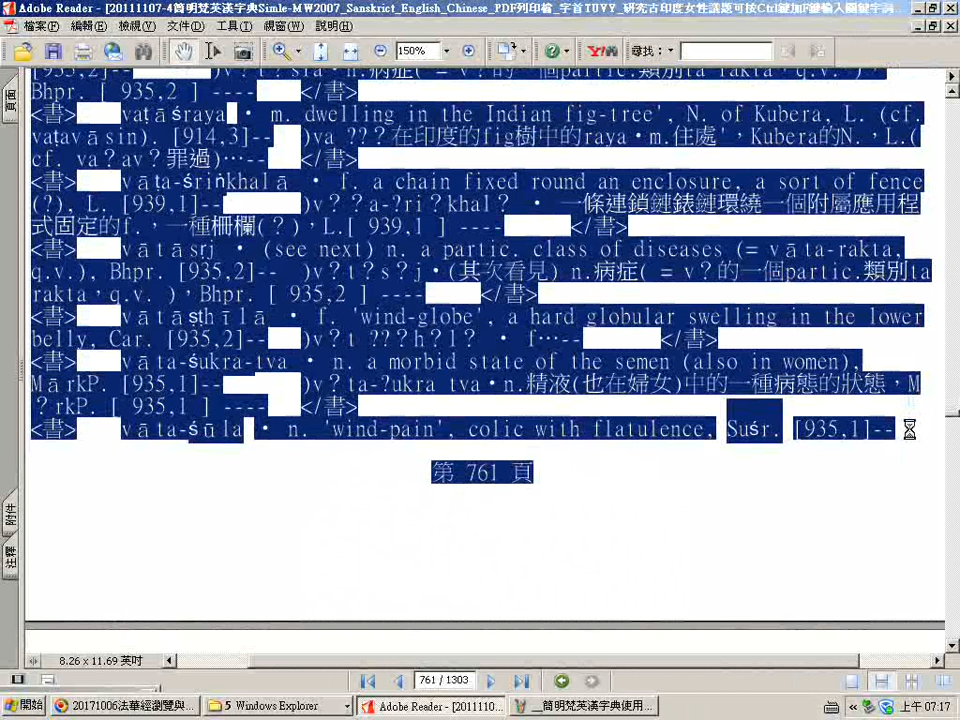 Adobe Reader - [20111107-4簡明梵英漢字典Simle-MW2007_Sanskrict_English_Chinese_PDF列印檔_字首TUVY_研究古印度女性議題可按Ctrl鍵加F鍵輸入關鍵字詞...
檔案(F) 編輯(E) 檢視(V) 文件(D) 工具(T) 視窗(W) 說明(H)
150% 尋找：
頁面
Bhpr. [ 935,2 ] ---- </書>
<書> vaṭāśraya • m. dwelling in the Indian fig-tree', N. of Kubera, L. (cf.
vaṭavāsin). [914,3]-- )va ???在印度的fig樹中的raya•m.住處'，Kubera的N.，L.(
cf. va?av?罪過)…-- </書>
<書> vāṭa-śriṅkhalā • f. a chain fixed round an enclosure, a sort of fence
(?), L. [939,1]-- )v??a-?ri?khal? • 一條連鎖鏈錶鏈環繞一個附屬應用程
式固定的f.，一種柵欄(？)，L.[ 939,1 ] ---- </書>
<書> vātāsṛj • (see next) n. a partic. class of diseases (= vāta-rakta,
q.v.), Bhpr. [935,2]-- )v?t?s?j•(其次看見) n.病症( = v?的一個partic.類別ta
rakta，q.v. )，Bhpr. [ 935,2 ] ---- </書>
<書> vātāṣṭhīlā • f. 'wind-globe', a hard globular swelling in the lower
belly, Car. [935,2]-- )v?t ???h?l? • f…-- </書>
<書> vāta-śukra-tva • n. a morbid state of the semen (also in women),
MārkP. [935,1]-- )v?ta-?ukra tva•n.精液(也在婦女)中的一種病態的狀態，M
?rkP. [ 935,1 ] ---- </書>
<書> vāta-śūla • n. 'wind-pain', colic with flatulence, Suśr. [935,1]--
第 761 頁
附件
注釋
8.26 x 11.69 英吋
761 / 1303
開始 20171006法華經瀏覽與... 5 Windows Explorer Adobe Reader - [2011110... __簡明梵英漢字典使用... 上午 07:17